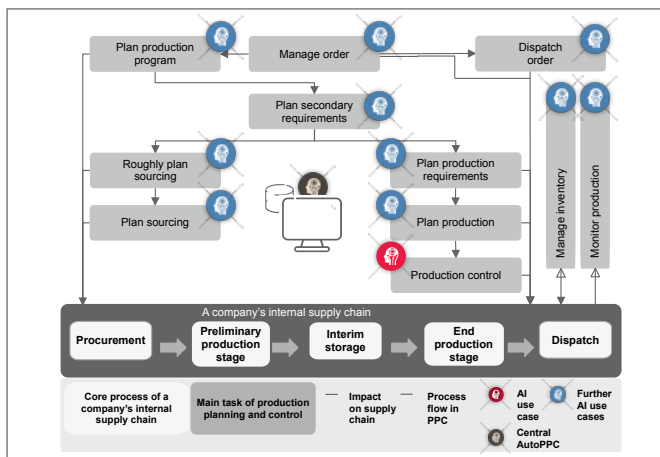 Plan production
program
Manage order
Dispatch
order
Plan secondary
requirements
Roughly plan
sourcing
Plan production
requirements
Plan sourcing
Plan production
Production control
Manage inventory
Monitor production
A company's internal supply chain
Procurement
Preliminary
production
stage
Interim
storage
End
production
stage
Dispatch
Core process of a
company's internal
supply chain
Main task of production
planning and control
Impact
on supply
chain
Process
flow in
PPC
AI
use
case
Further
AI use
cases
Central
AutoPPC